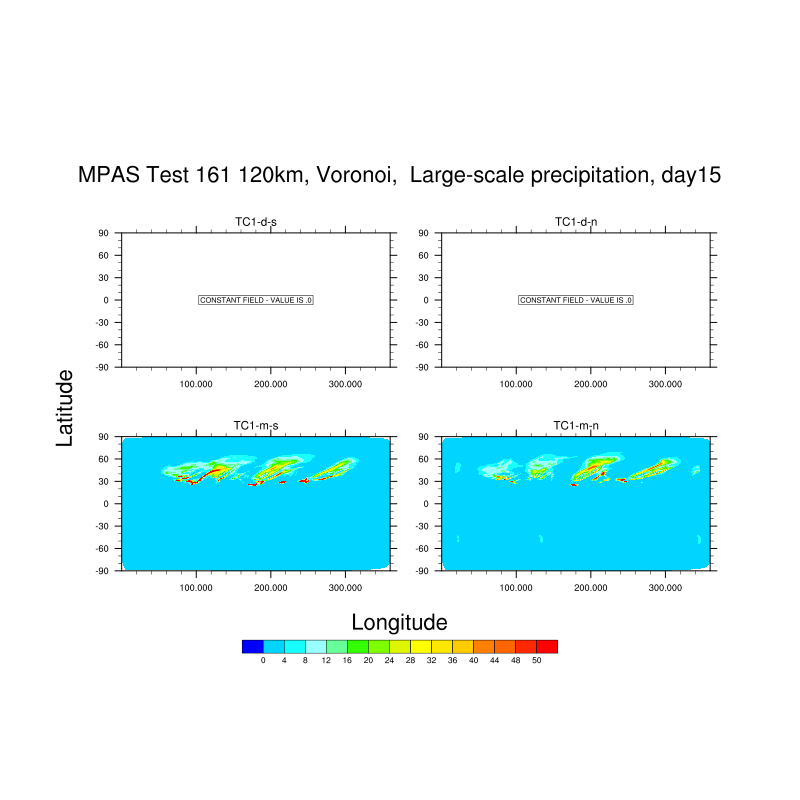 MPAS Test 161 120km, Voronoi,  Large-scale precipitation, day15
TC1-d-s
90
60
30
0
-30
-60
-90
CONSTANT FIELD - VALUE IS .0
100.000 200.000 300.000
TC1-d-n
90
60
30
0
-30
-60
-90
CONSTANT FIELD - VALUE IS .0
100.000 200.000 300.000
Latitude
TC1-m-s
90
60
30
0
-30
-60
-90
100.000 200.000 300.000
TC1-m-n
90
60
30
0
-30
-60
-90
100.000 200.000 300.000
Longitude
0 4 8 12 16 20 24 28 32 36 40 44 48 50